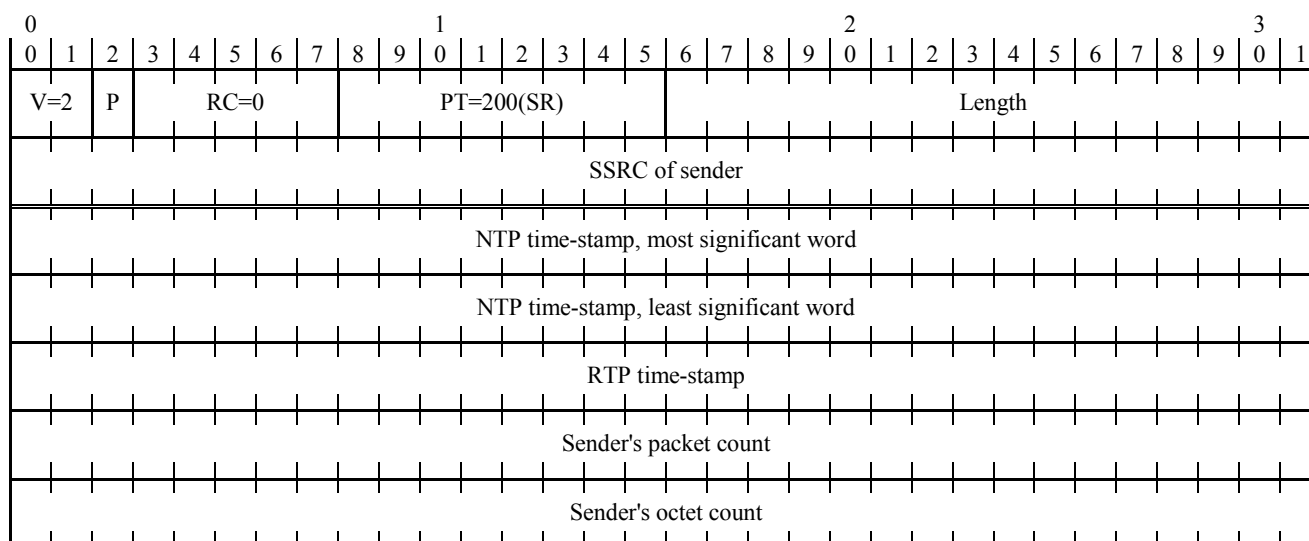 0 1 2 3
0 1 2 3 4 5 6 7 8 9 0 1 2 3 4 5 6 7 8 9 0 1 2 3 4 5 6 7 8 9 0 1
V=2 P RC=0 PT=200(SR) Length
SSRC of sender
NTP time-stamp, most significant word
NTP time-stamp, least significant word
RTP time-stamp
Sender's packet count
Sender's octet count